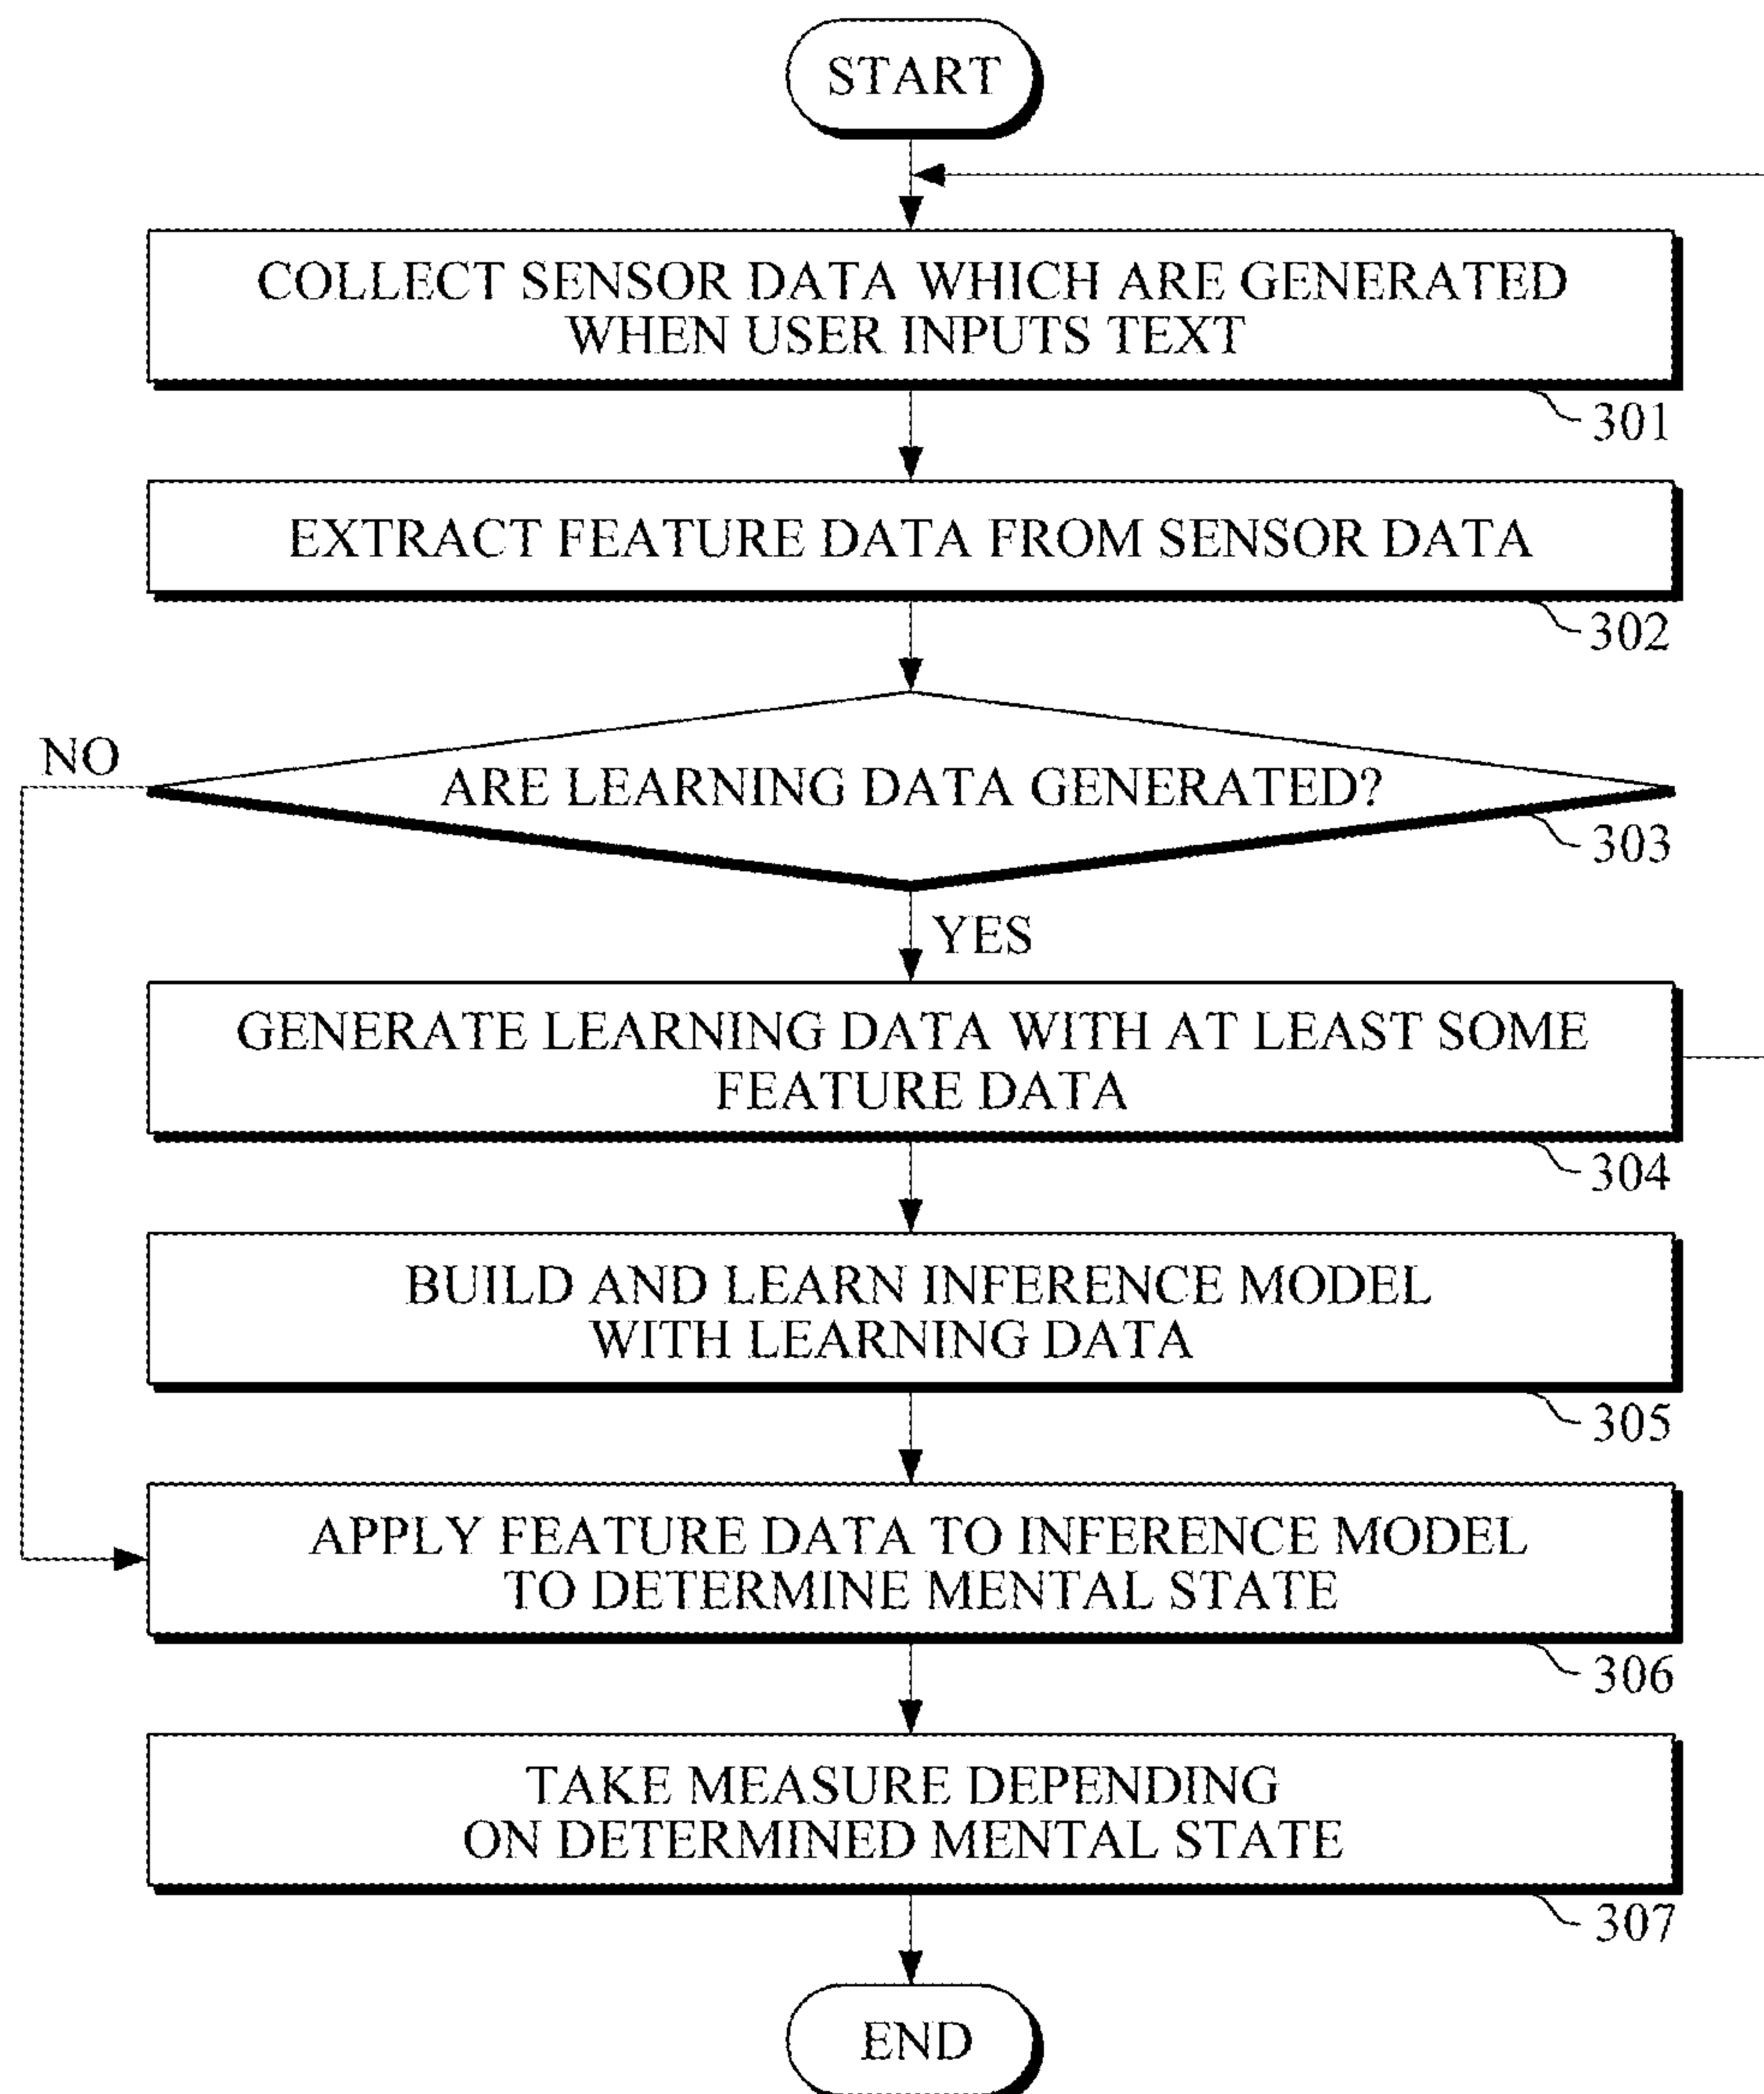 START
COLLECT SENSOR DATA WHICH ARE GENERATED
WHEN USER INPUTS TEXT
301
EXTRACT FEATURE DATA FROM SENSOR DATA
302
NO
ARE LEARNING DATA GENERATED?
303
YES
GENERATE LEARNING DATA WITH AT LEAST SOME
FEATURE DATA
304
BUILD AND LEARN INFERENCE MODEL
WITH LEARNING DATA
305
APPLY FEATURE DATA TO INFERENCE MODEL
TO DETERMINE MENTAL STATE
306
TAKE MEASURE DEPENDING
ON DETERMINED MENTAL STATE
307
END